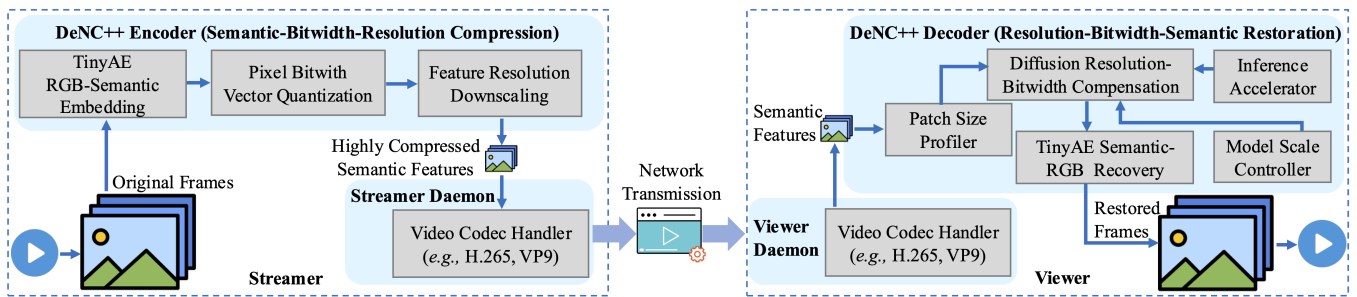 DeNC++ Encoder (Semantic-Bitwidth-Resolution Compression)
TinyAE
RGB-Semantic
Embedding
Pixel Bitwith
Vector Quantization
Feature Resolution
Downscaling
Highly Compressed
Semantic Features
Original Frames
Streamer Daemon
Video Codec Handler
(e.g., H.265, VP9)
Streamer
Network
Transmission
DeNC++ Decoder (Resolution-Bitwidth-Semantic Restoration)
Diffusion Resolution-
Bitwidth Compensation
Inference
Accelerator
Semantic
Features
Patch Size
Profiler
TinyAE Semantic-
RGB Recovery
Model Scale
Controller
Viewer
Daemon
Video Codec Handler
(e.g., H.265, VP9)
Restored
Frames
Viewer